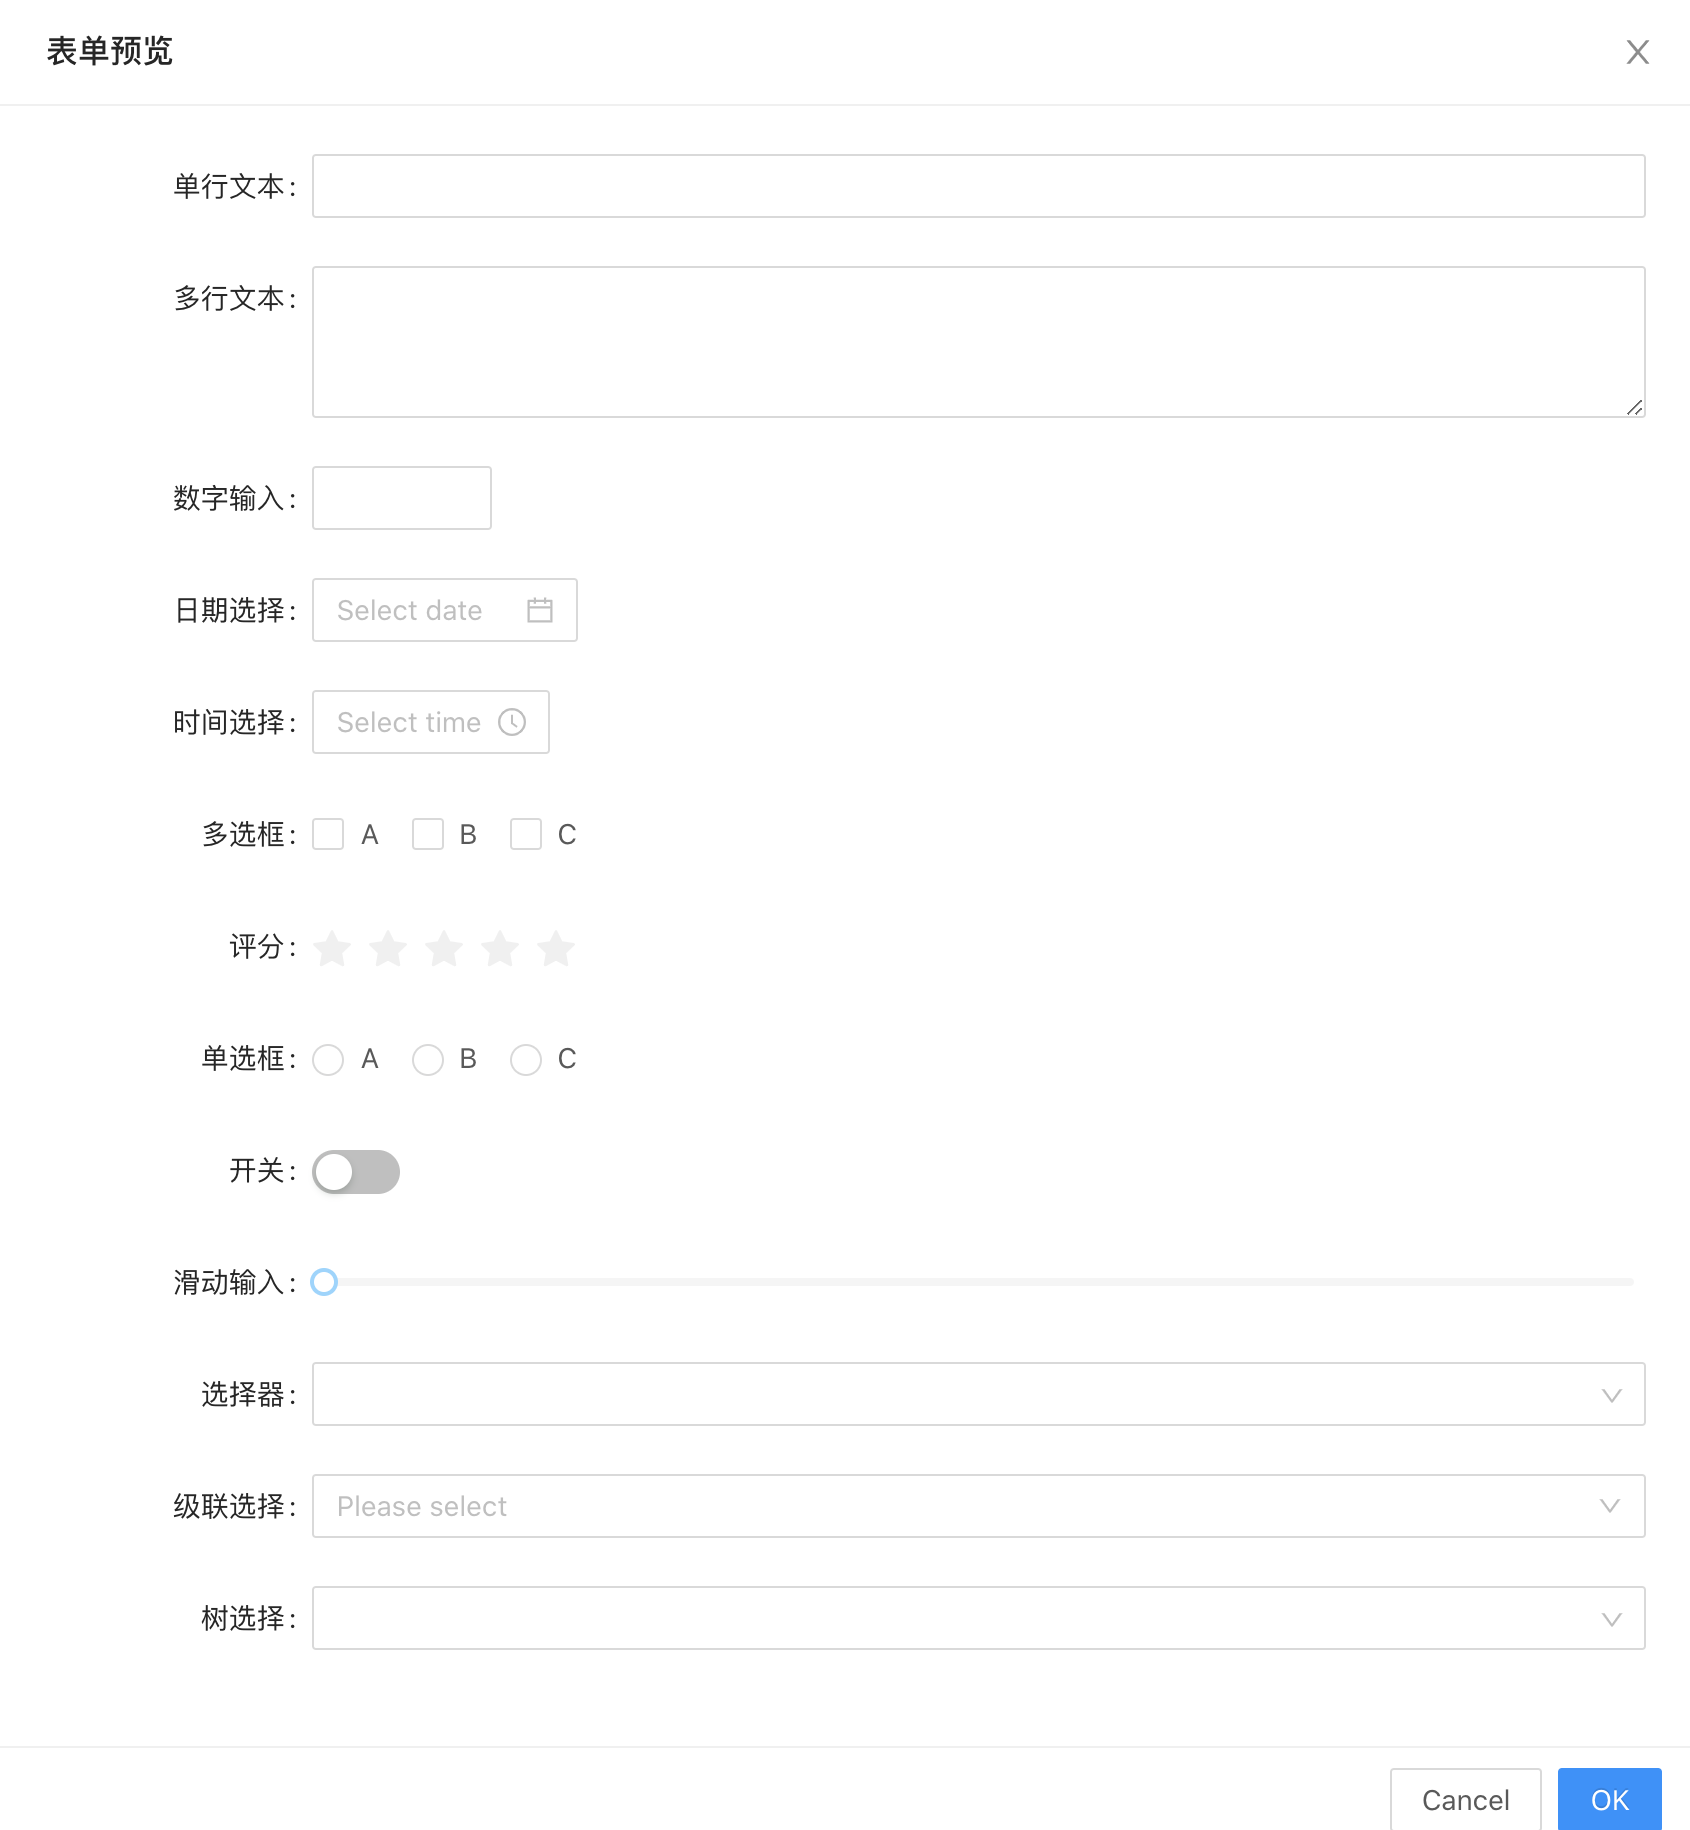 表单预览
单行文本:
多行文本:
数字输入:
日期选择: Select date
时间选择: Select time
多选框: A B C
评分:
单选框: A B C
开关:
滑动输入:
选择器:
级联选择: Please select
树选择:
Cancel OK